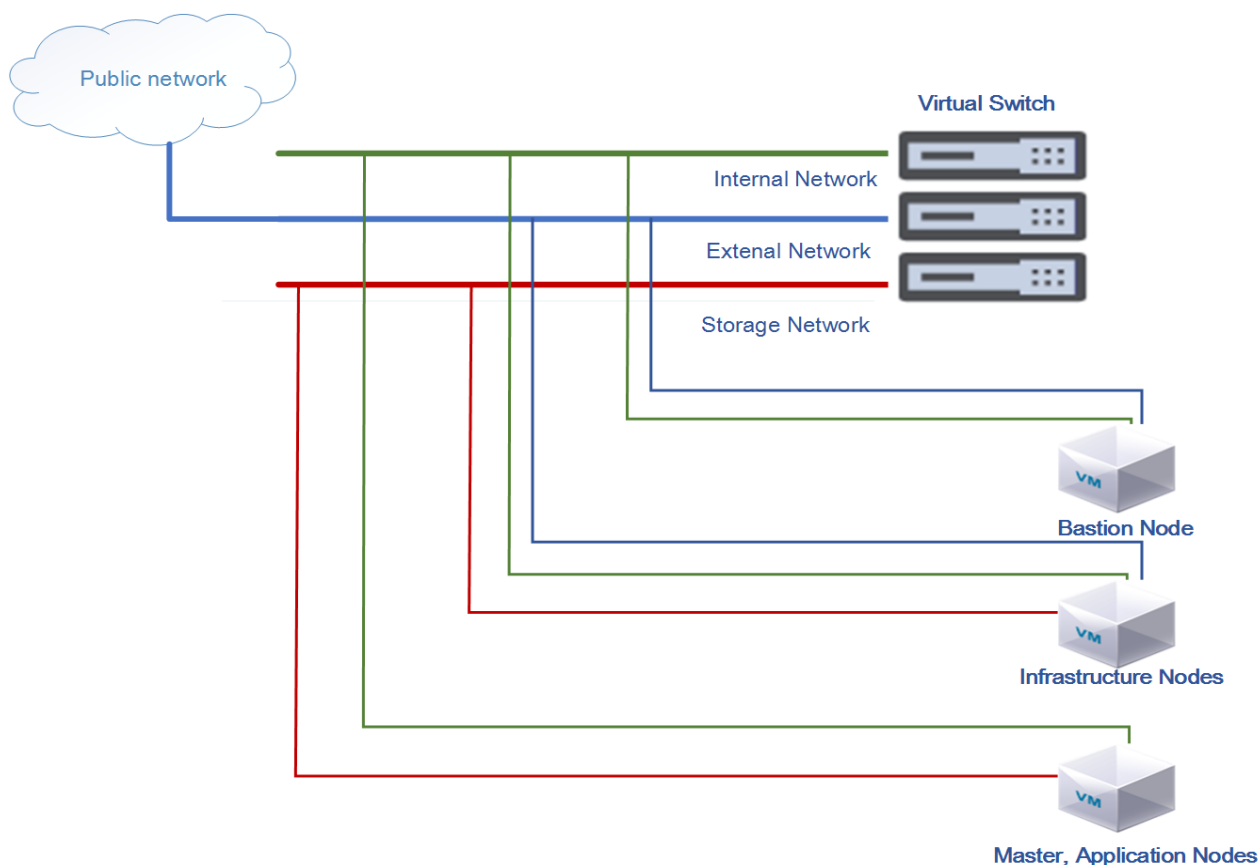 Public network
Virtual Switch
Internal Network
Extenal Network
Storage Network
VM
Bastion Node
VM
Infrastructure Nodes
VM
Master, Application Nodes